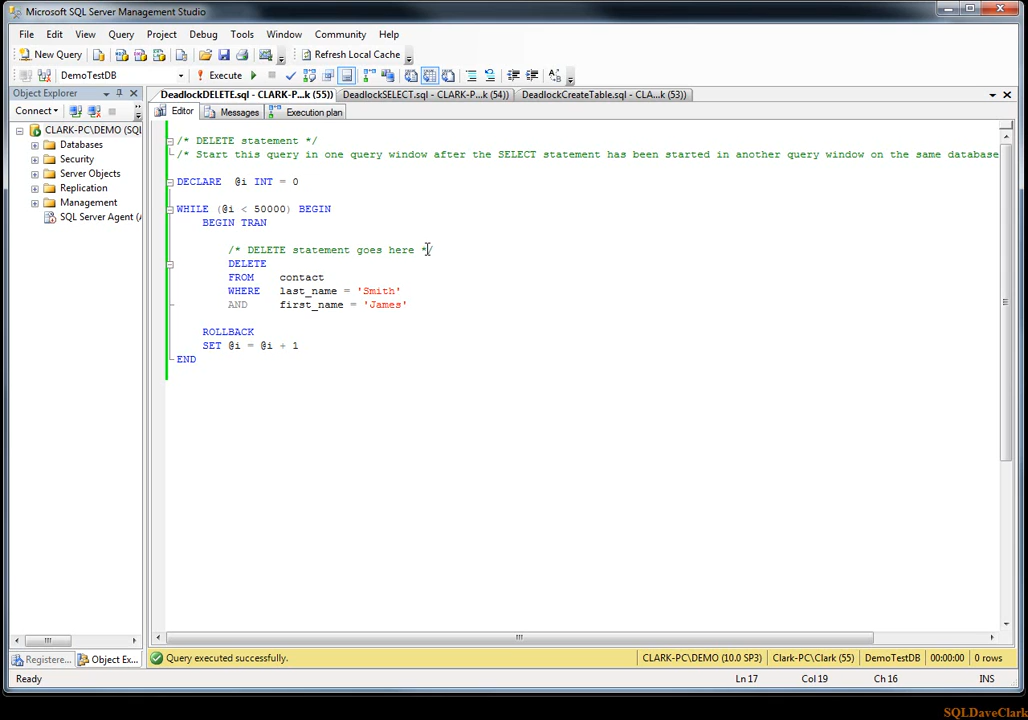 Microsoft SQL Server Management Studio
File Edit View Query Project Debug Tools Window Community Help
New Query Refresh Local Cache
DemoTestDB Execute
Object Explorer
DeadlockDELETE.sql - CLARK-P...k (55)) DeadlockSELECT.sql - CLARK-P...k (54)) DeadlockCreateTable.sql - CLA...k (53))
Connect
Editor Messages Execution plan
CLARK-PC\DEMO (SQL
Databases
Security
Server Objects
Replication
Management
SQL Server Agent (A
/* DELETE statement */
/* Start this query in one query window after the SELECT statement has been started in another query window on the same database
DECLARE @i INT = 0
WHILE (@i < 50000) BEGIN
BEGIN TRAN
/* DELETE statement goes here */
DELETE
FROM contact
WHERE last_name = 'Smith'
AND first_name = 'James'
ROLLBACK
SET @i = @i + 1
END
Registere... Object Ex...
Query executed successfully. CLARK-PC\DEMO (10.0 SP3) Clark-PC\Clark (55) DemoTestDB 00:00:00 0 rows
Ready Ln 17 Col 19 Ch 16 INS
SQLDaveClark